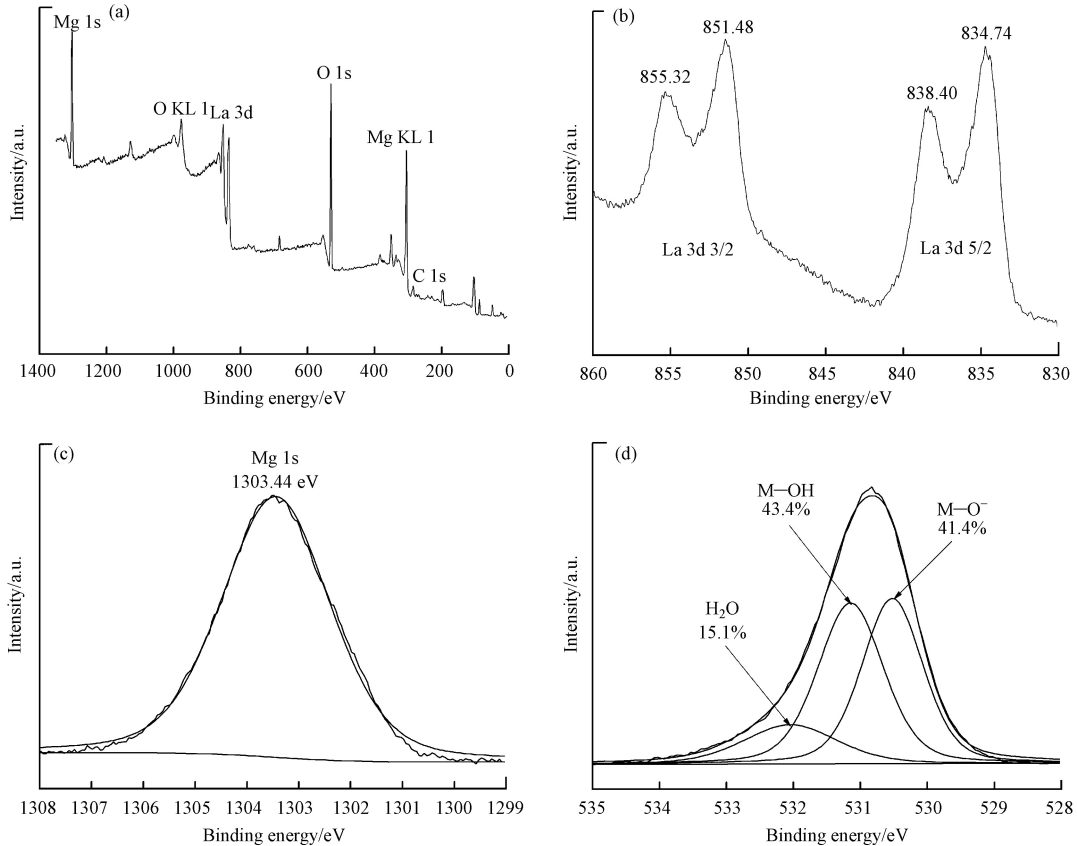 (a)
Mg 1s
O 1s
O KL 1
La 3d
Mg KL 1
C 1s
Intensity/a.u.
1400 1200 1000 800 600 400 200 0
Binding energy/eV
(b)
851.48
834.74
855.32
838.40
La 3d 3/2
La 3d 5/2
Intensity/a.u.
860 855 850 845 840 835 830
Binding energy/eV
(c)
Mg 1s
1303.44 eV
Intensity/a.u.
1308 1307 1306 1305 1304 1303 1302 1301 1300 1299
Binding energy/eV
(d)
M—OH
43.4%
M—O⁻
41.4%
H₂O
15.1%
Intensity/a.u.
535 534 533 532 531 530 529 528
Binding energy/eV